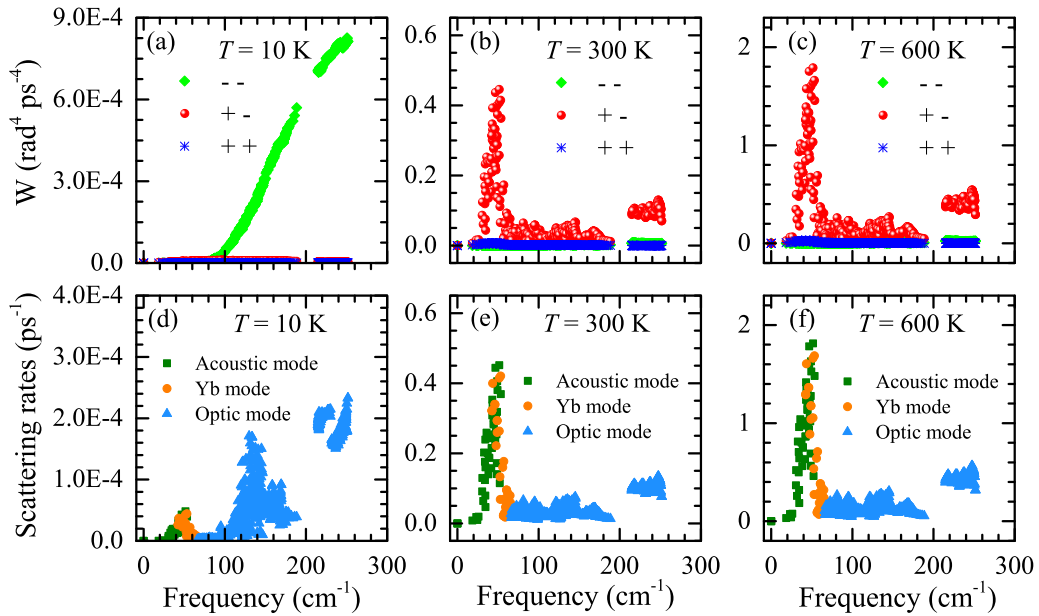 (a) T = 10 K
- -
+ -
+ +
9.0E-4
6.0E-4
3.0E-4
0.0
W (rad⁴ ps⁻⁴)
(b) T = 300 K
- -
+ -
+ +
0.6
0.4
0.2
0.0
(c) T = 600 K
- -
+ -
+ +
2
1
0
(d) T = 10 K
Acoustic mode
Yb mode
Optic mode
4.0E-4
3.0E-4
2.0E-4
1.0E-4
0.0
Scattering rates (ps⁻¹)
0 100 200 300
Frequency (cm⁻¹)
(e) T = 300 K
Acoustic mode
Yb mode
Optic mode
0.6
0.4
0.2
0.0
0 100 200 300
Frequency (cm⁻¹)
(f) T = 600 K
Acoustic mode
Yb mode
Optic mode
2
1
0
0 100 200 300
Frequency (cm⁻¹)